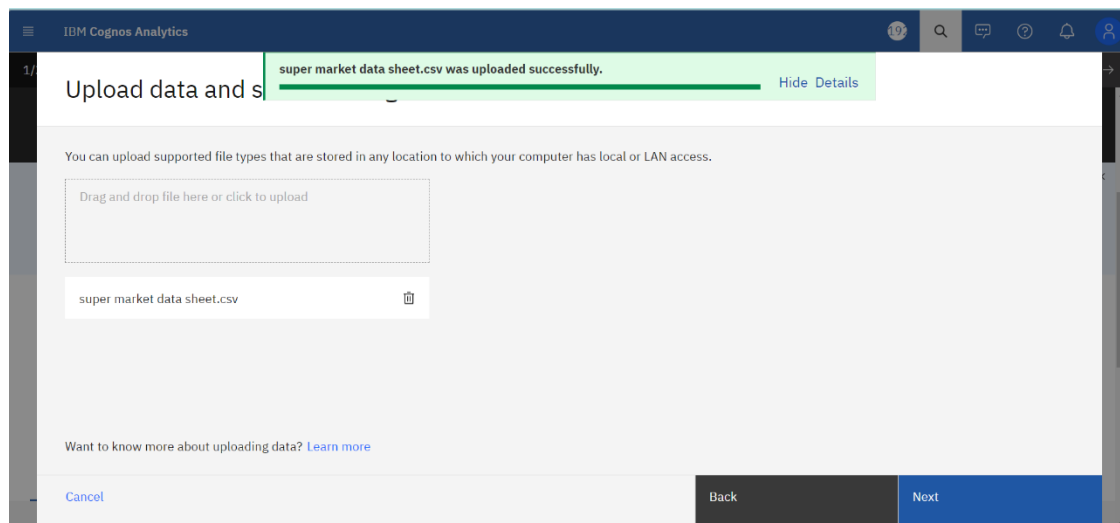 IBM Cognos Analytics
192
1/
super market data sheet.csv was uploaded successfully.
Hide Details
Upload data and s
You can upload supported file types that are stored in any location to which your computer has local or LAN access.
Drag and drop file here or click to upload
super market data sheet.csv
Want to know more about uploading data? Learn more
Cancel
Back
Next